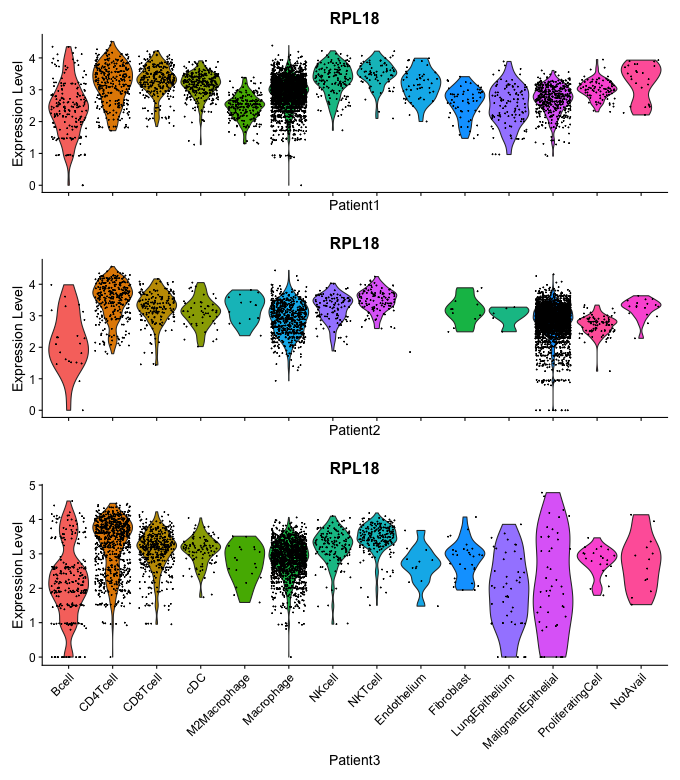 RPL18
Expression Level
4
3
2
1
0
Patient1
RPL18
Expression Level
4
3
2
1
0
Patient2
RPL18
Expression Level
5
4
3
2
1
0
Bcell
CD4Tcell
CD8Tcell
cDC
M2Macrophage
Macrophage
NKcell
NKTcell
Endothelium
Fibroblast
LungEpithelium
MalignantEpithelial
ProliferatingCell
NotAvail
Patient3